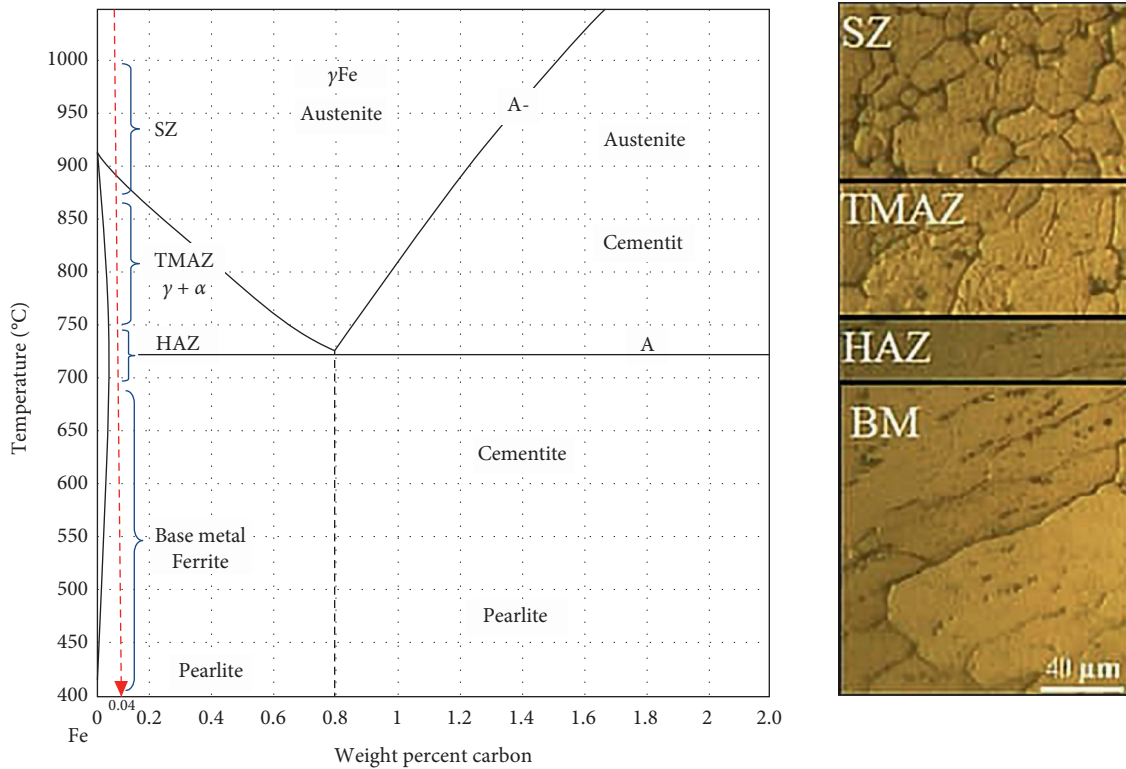 1000
950
900
850
800
750
700
650
600
550
500
450
400
Temperature (°C)
SZ
TMAZ
γ + α
HAZ
Base metal
Ferrite
Pearlite
γFe
Austenite
A-
Austenite
Cementit
A
Cementite
Pearlite
0.04
0 0.2 0.4 0.6 0.8 1 1.2 1.4 1.6 1.8 2 2.0
Fe
Weight percent carbon
SZ
TMAZ
HAZ
BM
40 μm